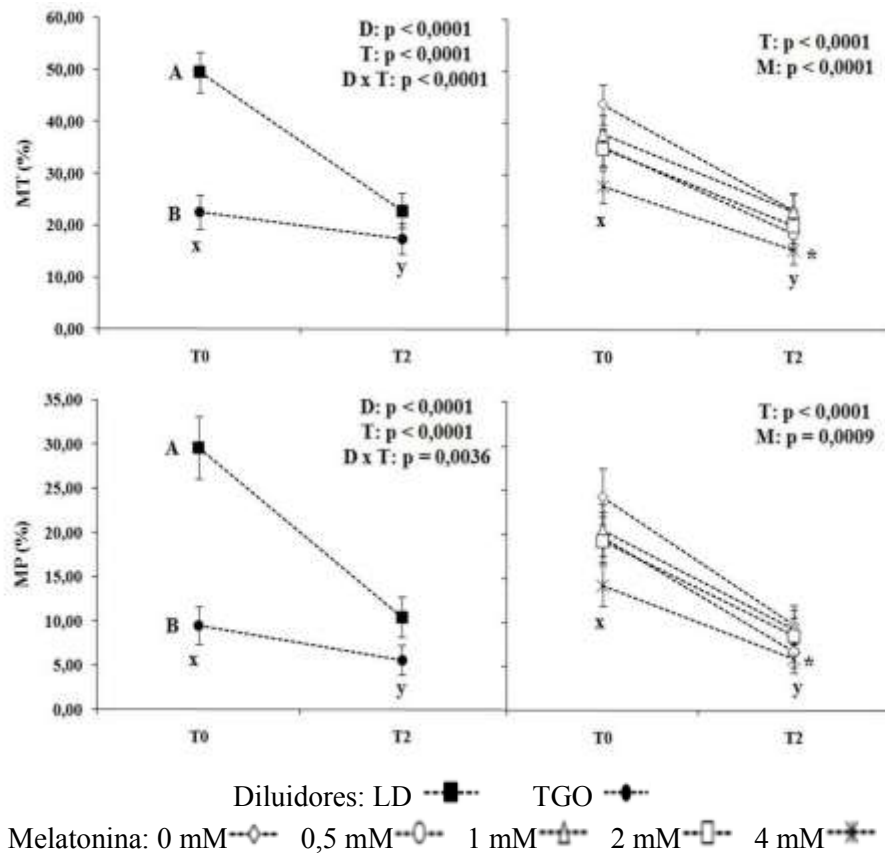 60,00
50,00
40,00
30,00
20,00
10,00
0,00
MT (%)
A
B
x
y
D: p < 0,0001
T: p < 0,0001
D x T: p < 0,0001
T0
T2
x
y
*
T: p < 0,0001
M: p < 0,0001
T0
T2
35,00
30,00
25,00
20,00
15,00
10,00
5,00
0,00
MP (%)
A
B
x
y
D: p < 0,0001
T: p < 0,0001
D x T: p = 0,0036
T0
T2
x
y
*
T: p < 0,0001
M: p = 0,0009
T0
T2
Diluidores: LD TGO
Melatonina: 0 mM 0,5 mM 1 mM 2 mM 4 mM